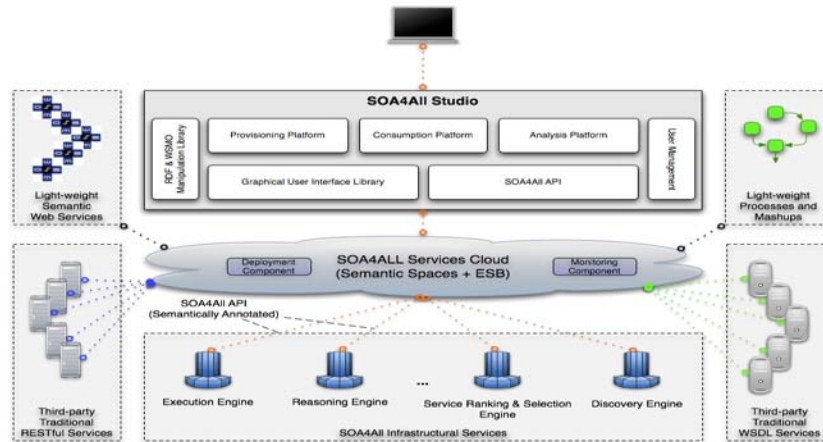 SOA4All Studio
RDF & WSMO
Manipulation Library
Provisioning Platform
Consumption Platform
Analysis Platform
User Management
Graphical User Interface Library
SOA4All API
Light-weight
Semantic
Web Services
Light-weight
Processes and
Mashups
Deployment
Component
SOA4ALL Services Cloud
(Semantic Spaces + ESB)
Monitoring
Component
SOA4All API
(Semantically Annotated)
Execution Engine
Reasoning Engine
...
Service Ranking & Selection
Engine
Discovery Engine
Third-party
Traditional
RESTful Services
SOA4All Infrastructural Services
Third-party
Traditional
WSDL Services